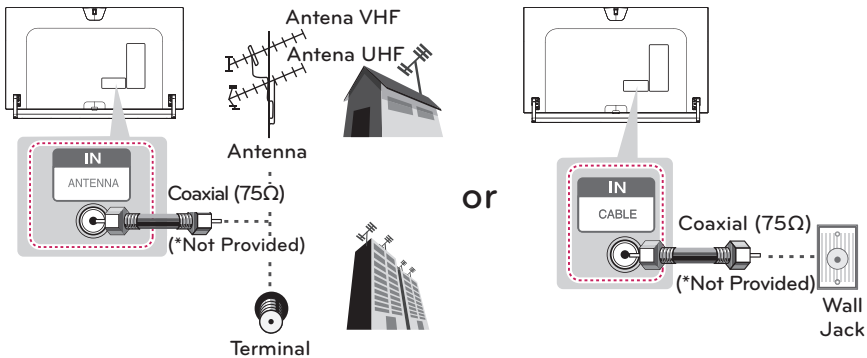 Antena VHF
Antena UHF
Antenna
IN
ANTENNA
Coaxial (75Ω)
(*Not Provided)
Terminal
or
IN
CABLE
Coaxial (75Ω)
(*Not Provided)
Wall
Jack